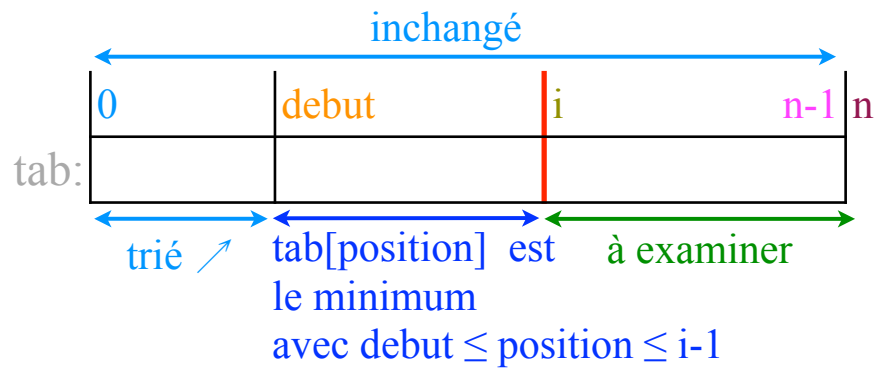 inchangé
0 debut i n-1 n
tab:
trié ↗ tab[position] est à examiner
le minimum
avec debut ≤ position ≤ i-1